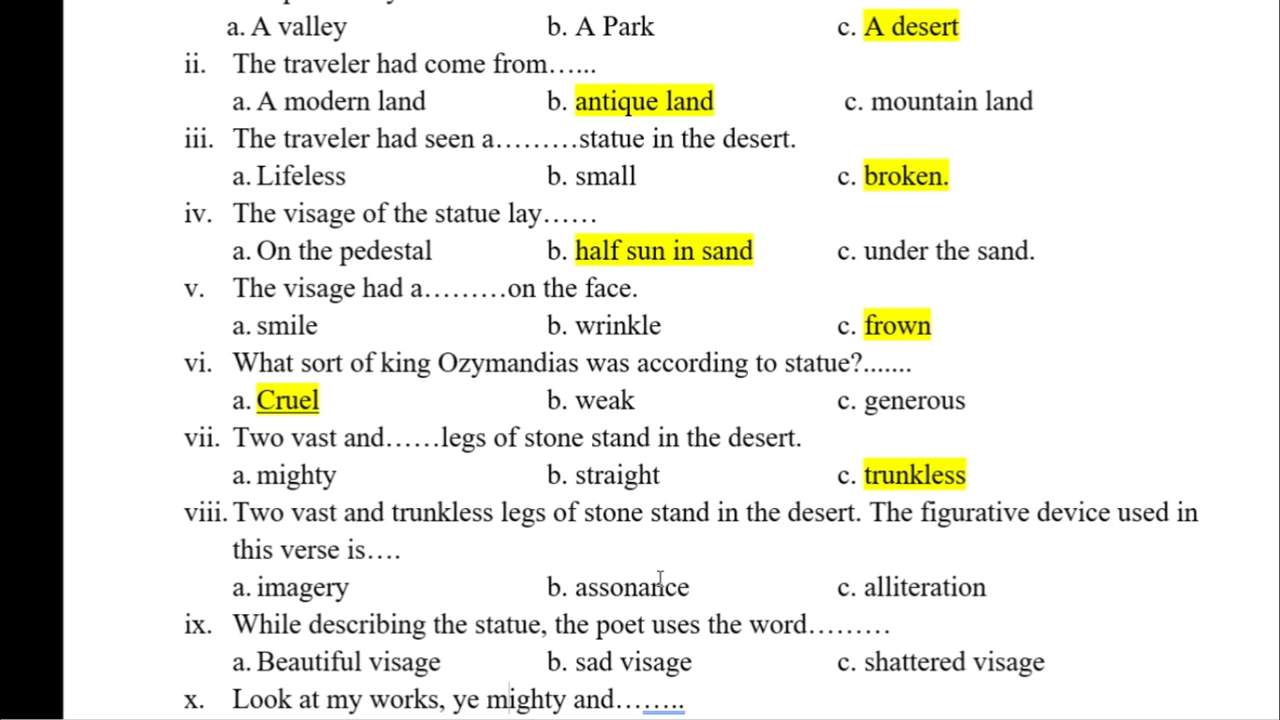 a. A valley b. A Park c. A desert
ii. The traveler had come from…...
a. A modern land b. antique land c. mountain land
iii. The traveler had seen a………statue in the desert.
a. Lifeless b. small c. broken.
iv. The visage of the statue lay……
a. On the pedestal b. half sun in sand c. under the sand.
v. The visage had a………on the face.
a. smile b. wrinkle c. frown
vi. What sort of king Ozymandias was according to statue?.......
a. Cruel b. weak c. generous
vii. Two vast and……legs of stone stand in the desert.
a. mighty b. straight c. trunkless
viii. Two vast and trunkless legs of stone stand in the desert. The figurative device used in
this verse is….
a. imagery b. assonance c. alliteration
ix. While describing the statue, the poet uses the word………
a. Beautiful visage b. sad visage c. shattered visage
x. Look at my works, ye mighty and……..